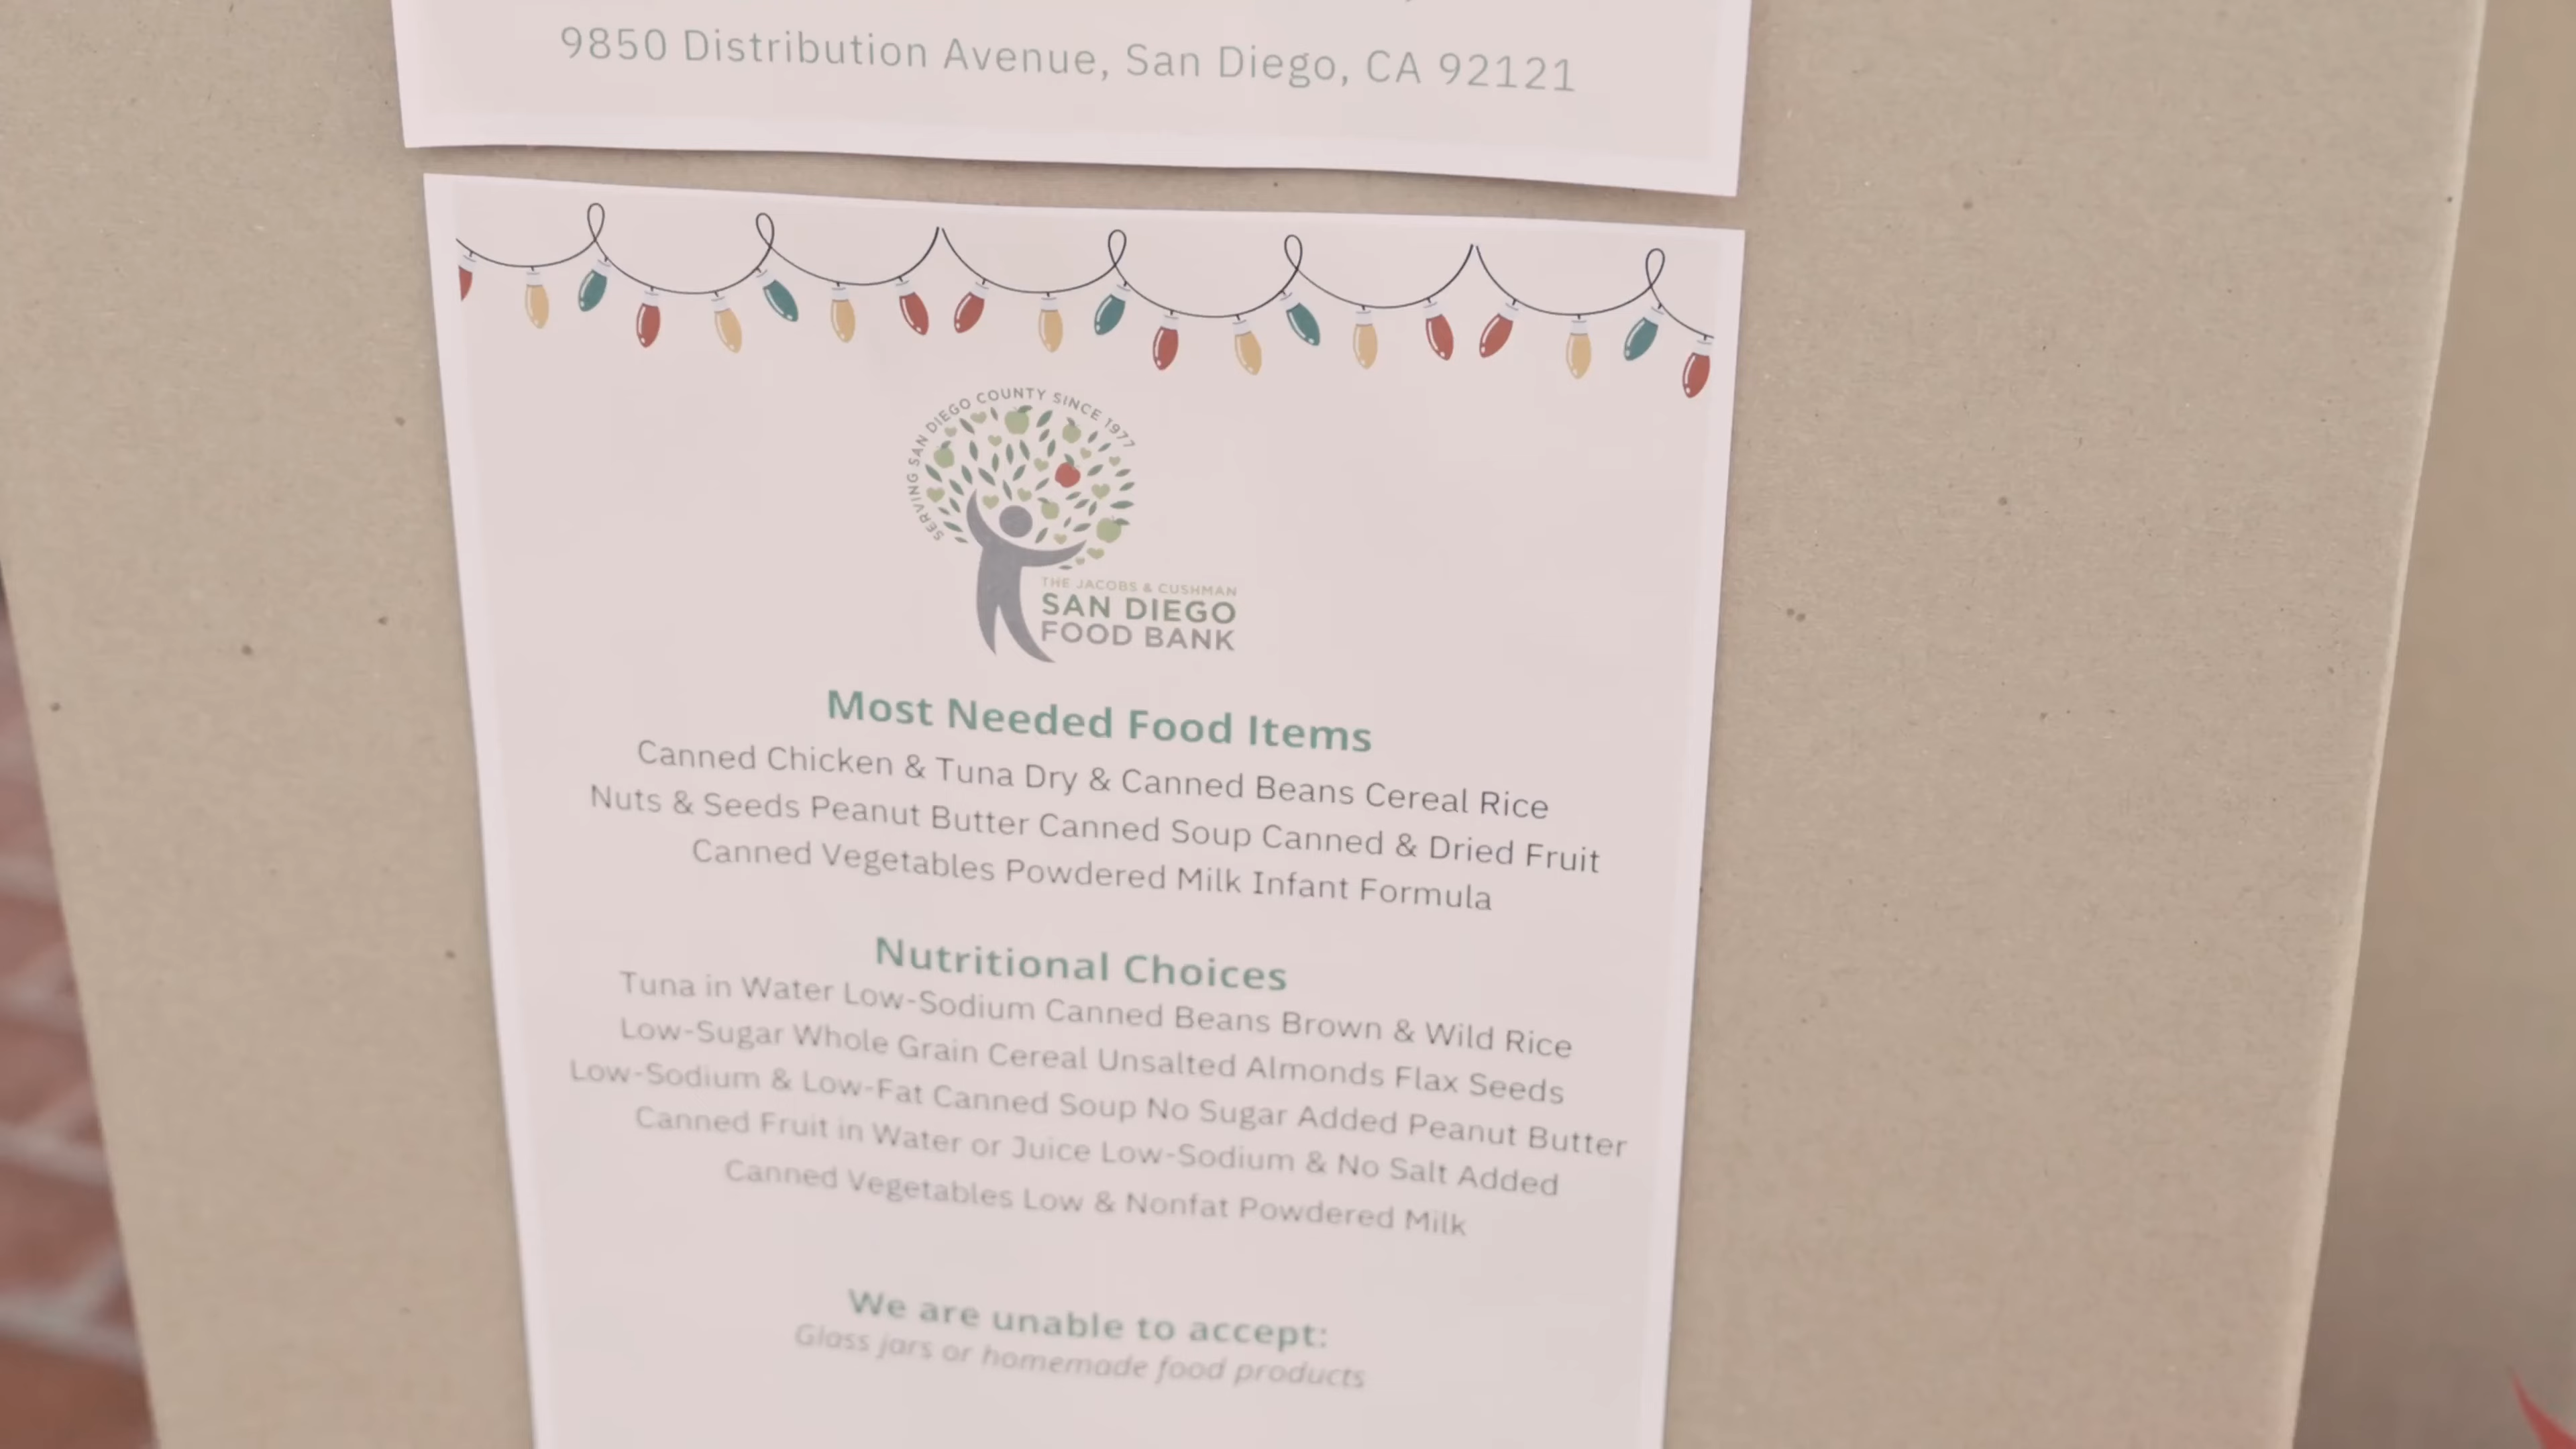 9850 Distribution Avenue, San Diego, CA 92121
SERVING SAN DIEGO COUNTY SINCE 1977
THE JACOBS & CUSHMAN
SAN DIEGO
FOOD BANK
Most Needed Food Items
Canned Chicken & Tuna Dry & Canned Beans Cereal Rice
Nuts & Seeds Peanut Butter Canned Soup Canned & Dried Fruit
Canned Vegetables Powdered Milk Infant Formula
Nutritional Choices
Tuna in Water Low-Sodium Canned Beans Brown & Wild Rice
Low-Sugar Whole Grain Cereal Unsalted Almonds Flax Seeds
Low-Sodium & Low-Fat Canned Soup No Sugar Added Peanut Butter
Canned Fruit in Water or Juice Low-Sodium & No Salt Added
Canned Vegetables Low & Nonfat Powdered Milk
We are unable to accept:
Glass jars or homemade food products